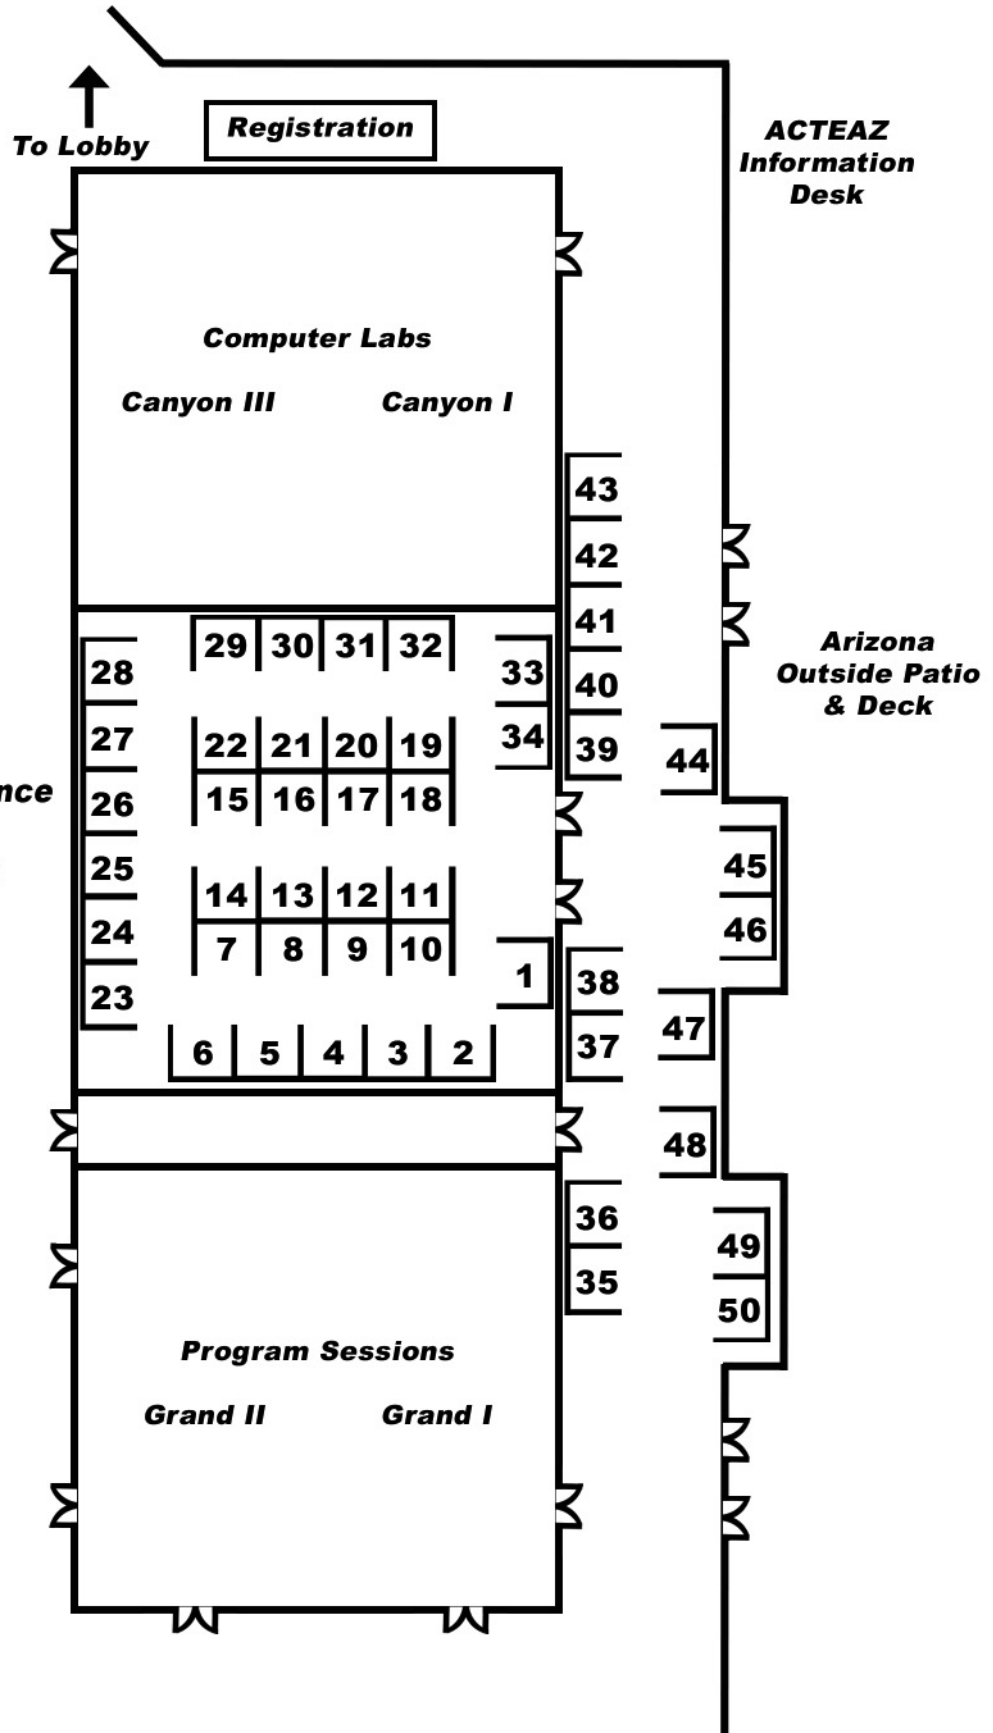 To Lobby
Registration
ACTEAZ
Information
Desk
Computer Labs
Canyon III Canyon I
43
42
41
40
39
29 30 31 32
33
34
28
27
26
25
24
23
22 21 20 19
15 16 17 18
14 13 12 11
7 8 9 10
1
6 5 4 3 2
38
37
Arizona
Outside Patio
& Deck
44
45
46
47
48
36
35
49
50
Program Sessions
Grand II Grand I